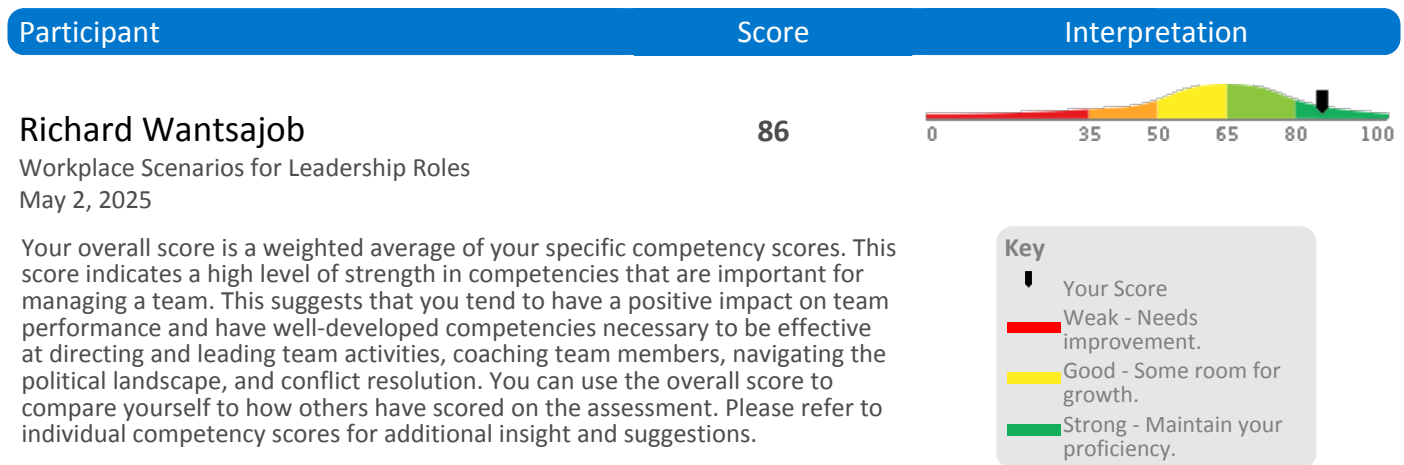 Participant Score Interpretation
Richard Wantsajob 86
0 35 50 65 80 100
Workplace Scenarios for Leadership Roles
May 2, 2025
Your overall score is a weighted average of your specific competency scores. This
score indicates a high level of strength in competencies that are important for
managing a team. This suggests that you tend to have a positive impact on team
performance and have well-developed competencies necessary to be effective
at directing and leading team activities, coaching team members, navigating the
political landscape, and conflict resolution. You can use the overall score to
compare yourself to how others have scored on the assessment. Please refer to
individual competency scores for additional insight and suggestions.
Key
Your Score
Weak - Needs
improvement.
Good - Some room for
growth.
Strong - Maintain your
proficiency.